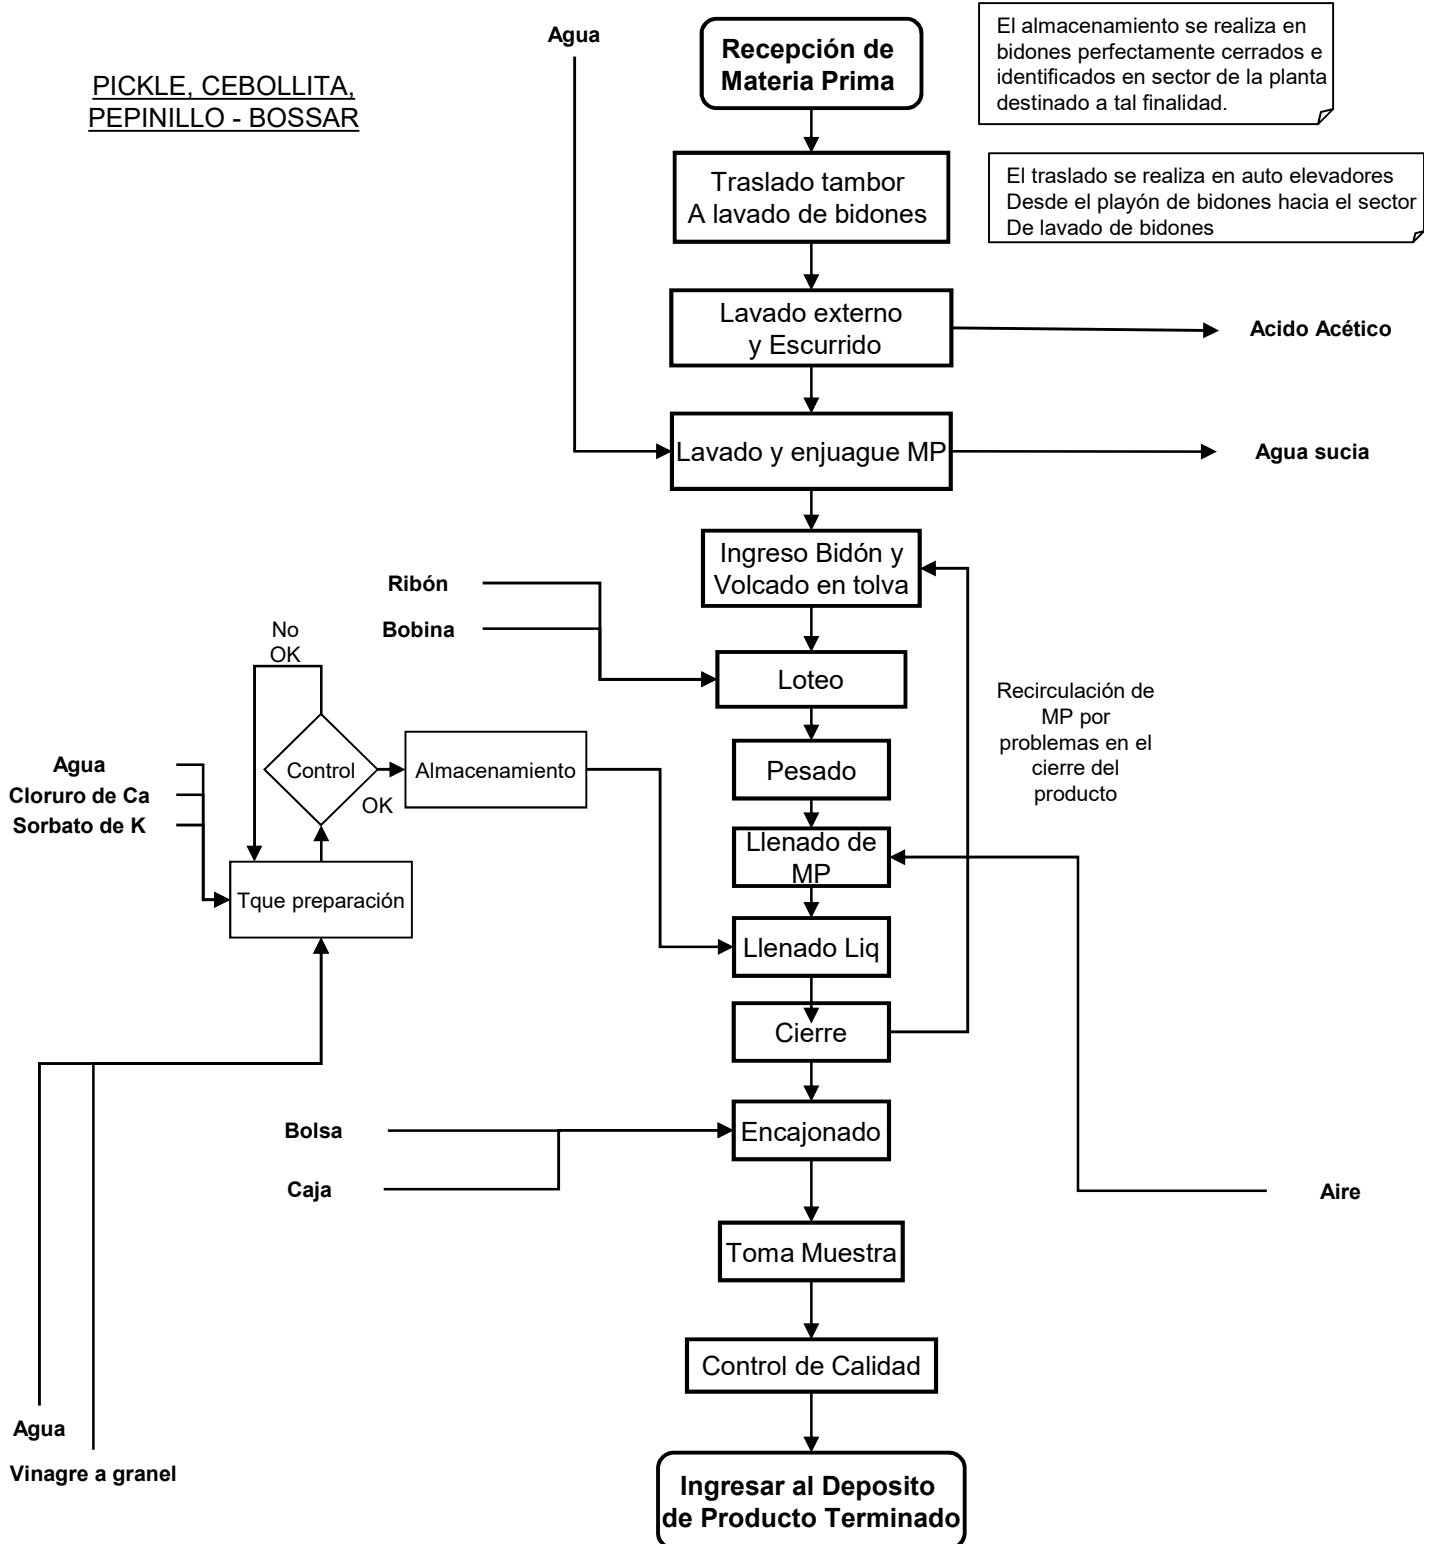 Agua
Recepción de
Materia Prima
El almacenamiento se realiza en
bidones perfectamente cerrados e
identificados en sector de la planta
destinado a tal finalidad.
PICKLE, CEBOLLITA,
PEPINILLO - BOSSAR
Traslado tambor
A lavado de bidones
El traslado se realiza en auto elevadores
Desde el playón de bidones hacia el sector
De lavado de bidones
Lavado externo
y Escurrido
Acido Acético
Lavado y enjuague MP
Agua sucia
Ingreso Bidón y
Volcado en tolva
Ribón
Bobina
No
OK
Loteo
Recirculación de
MP por
problemas en el
cierre del
producto
Agua
Cloruro de Ca
Sorbato de K
Control
OK
Almacenamiento
Pesado
Llenado de
MP
Tque preparación
Llenado Liq
Cierre
Bolsa
Encajonado
Caja
Aire
Toma Muestra
Control de Calidad
Agua
Vinagre a granel
Ingresar al Deposito
de Producto Terminado